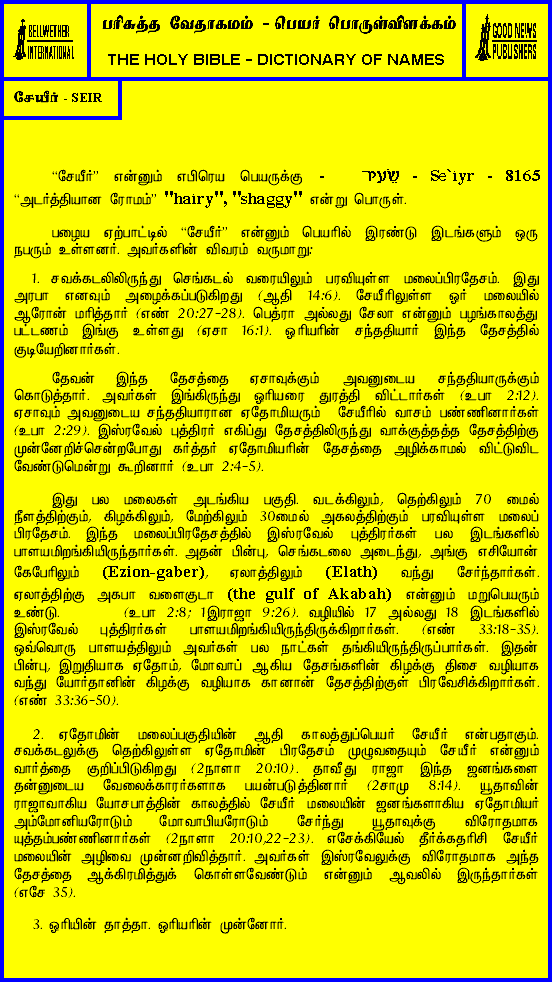 BELLWETHER
INTERNATIONAL
பரிசுத்த வேதாகமம் - பெயர் பொருள்விளக்கம்
THE HOLY BIBLE - DICTIONARY OF NAMES
GOOD NEWS
PUBLISHERS
சேயீர் - SEIR
“சேயீர்” என்னும் எபிரெய பெயருக்கு - שֵׂעִיר - Se`iyr - 8165
“அடர்த்தியான ரோமம்” "hairy", "shaggy" என்று பொருள்.
பழைய ஏற்பாட்டில் “சேயீர்” என்னும் பெயரில் இரண்டு இடங்களும் ஒரு
நபரும் உள்ளனர். அவர்களின் விவரம் வருமாறு:
1. சவக்கடலிலிருந்து செங்கடல் வரையிலும் பரவியுள்ள மலைப்பிரதேசம். இது
அரபா எனவும் அழைக்கப்படுகிறது (ஆதி 14:6). சேயீரிலுள்ள ஓர் மலையில்
ஆரோன் மரித்தார் (எண் 20:27-28). பெத்ரா அல்லது சேலா என்னும் பழங்காலத்து
பட்டணம் இங்கு உள்ளது (ஏசா 16:1). ஓரியரின் சந்ததியார் இந்த தேசத்தில்
குடியேறினார்கள்.
தேவன் இந்த தேசத்தை ஏசாவுக்கும் அவனுடைய சந்ததியாருக்கும்
கொடுத்தார். அவர்கள் இங்கிருந்து ஓரியரை துரத்தி விட்டார்கள் (உபா 2:12).
ஏசாவும் அவனுடைய சந்ததியாரான ஏதோமியரும் சேயீரில் வாசம் பண்ணினார்கள்
(உபா 2:29). இஸ்ரவேல் புத்திரர் எகிப்து தேசத்திலிருந்து வாக்குத்தத்த தேசத்திற்கு
முன்னேறிச்சென்றபோது கர்த்தர் ஏதோமியரின் தேசத்தை அழிக்காமல் விட்டுவிட
வேண்டுமென்று கூறினார் (உபா 2:4-5).
இது பல மலைகள் அடங்கிய பகுதி. வடக்கிலும், தெற்கிலும் 70 மைல்
நீளத்திற்கும், கிழக்கிலும், மேற்கிலும் 30மைல் அகலத்திற்கும் பரவியுள்ள மலைப்
பிரதேசம். இந்த மலைப்பிரதேசத்தில் இஸ்ரவேல் புத்திரர்கள் பல இடங்களில்
பாளயமிறங்கியிருந்தார்கள். அதன் பின்பு, செங்கடலை அடைந்து, அங்கு எசியோன்
கேபேரிலும் (Ezion-gaber), ஏலாத்திலும் (Elath) வந்து சேர்ந்தார்கள்.
ஏலாத்திற்கு அகபா வளைகுடா (the gulf of Akabah) என்னும் மறுபெயரும்
உண்டு. (உபா 2:8; 1இராஜா 9:26). வழியில் 17 அல்லது 18 இடங்களில்
இஸ்ரவேல் புத்திரர்கள் பாளயமிறங்கியிருந்திருக்கிறார்கள். (எண் 33:18-35).
ஒவ்வொரு பாளயத்திலும் அவர்கள் பல நாட்கள் தங்கியிருந்திருப்பார்கள். இதன்
பின்பு, இறுதியாக ஏதோம், மோவாப் ஆகிய தேசங்களின் கிழக்கு திசை வழியாக
வந்து யோர்தானின் கிழக்கு வழியாக கானான் தேசத்திற்குள் பிரவேசிக்கிறார்கள்.
(எண் 33:36-50).
2. ஏதோமின் மலைப்பகுதியின் ஆதி காலத்துப்பெயர் சேயீர் என்பதாகும்.
சவக்கடலுக்கு தெற்கிலுள்ள ஏதோமின் பிரதேசம் முழுவதையும் சேயீர் என்னும்
வார்த்தை குறிப்பிடுகிறது (2நாளா 20:10). தாவீது ராஜா இந்த ஜனங்களை
தன்னுடைய வேலைக்காரர்களாக பயன்படுத்தினார் (2சாமு 8:14). யூதாவின்
ராஜாவாகிய யோசபாத்தின் காலத்தில் சேயீர் மலையின் ஜனங்களாகிய ஏதோமியர்
அம்மோனியரோடும் மோவாபியரோடும் சேர்ந்து யூதாவுக்கு விரோதமாக
யுத்தம்பண்ணினார்கள் (2நாளா 20:10,22-23). எசேக்கியேல் தீர்க்கதரிசி சேயீர்
மலையின் அழிவை முன்னறிவித்தார். அவர்கள் இஸ்ரவேலுக்கு விரோதமாக அந்த
தேசத்தை ஆக்கிரமித்துக் கொள்ளவேண்டும் என்னும் ஆவலில் இருந்தார்கள்
(எசே 35).
3. ஓரியின் தாத்தா. ஓரியரின் முன்னோர்.